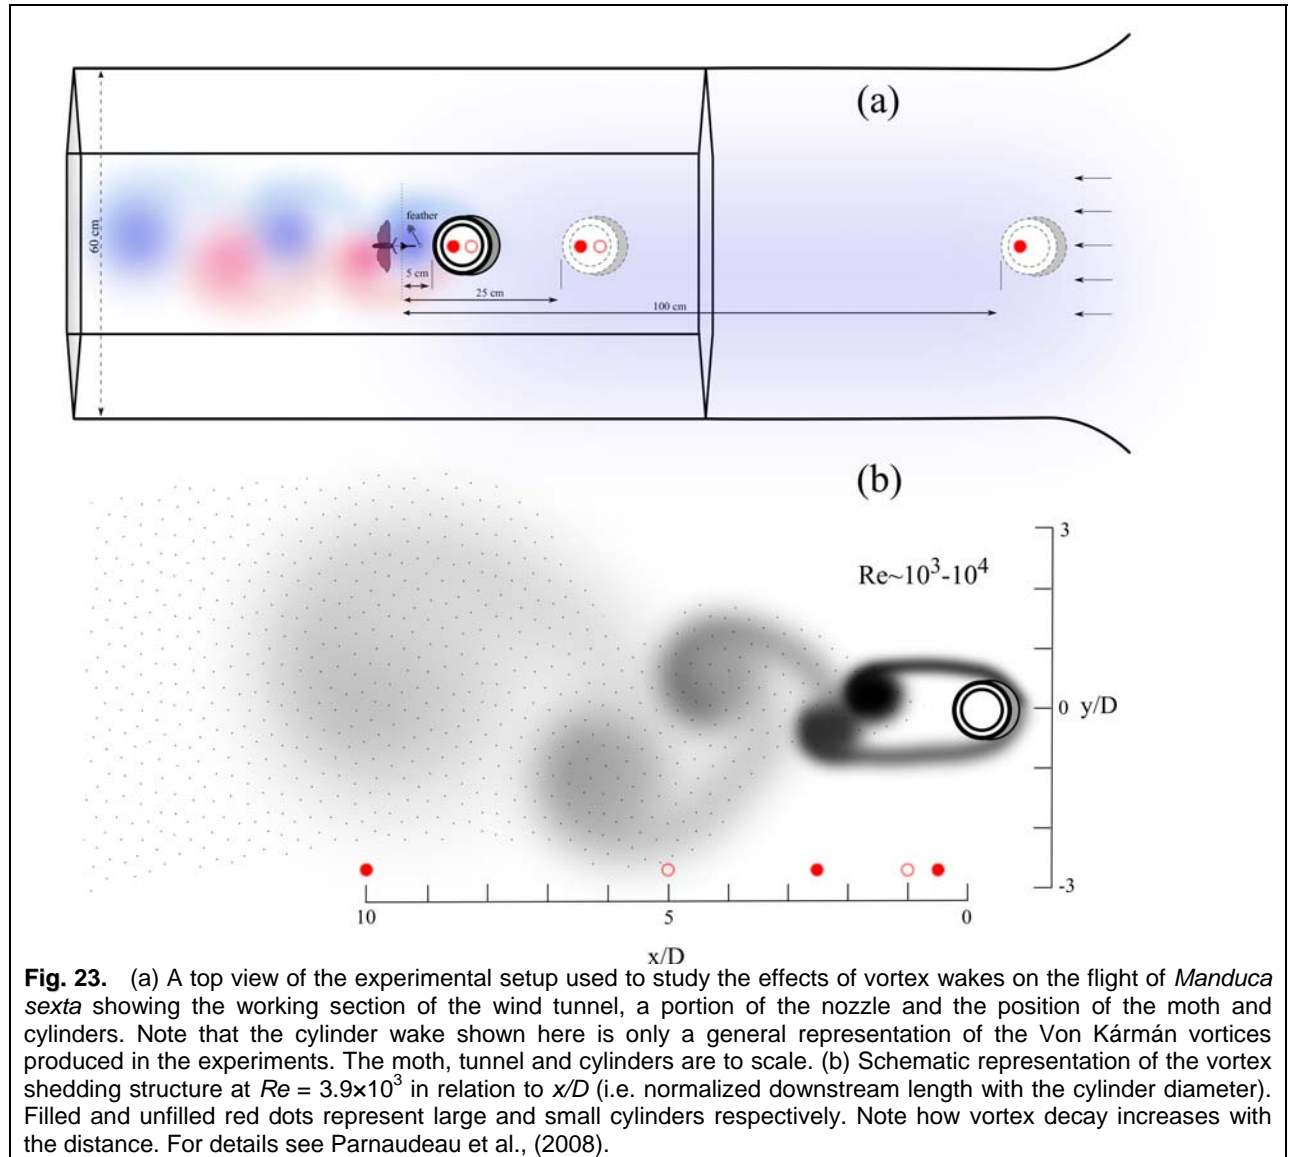 (a)
60 cm
feather
5 cm
25 cm
100 cm
(b)
3
Re~10³-10⁴
0 y/D
-3
10 5 0
x/D
Fig. 23. (a) A top view of the experimental setup used to study the effects of vortex wakes on the flight of Manduca
sexta showing the working section of the wind tunnel, a portion of the nozzle and the position of the moth and
cylinders. Note that the cylinder wake shown here is only a general representation of the Von Kármán vortices
produced in the experiments. The moth, tunnel and cylinders are to scale. (b) Schematic representation of the vortex
shedding structure at Re = 3.9×10³ in relation to x/D (i.e. normalized downstream length with the cylinder diameter).
Filled and unfilled red dots represent large and small cylinders respectively. Note how vortex decay increases with
the distance. For details see Parnaudeau et al., (2008).